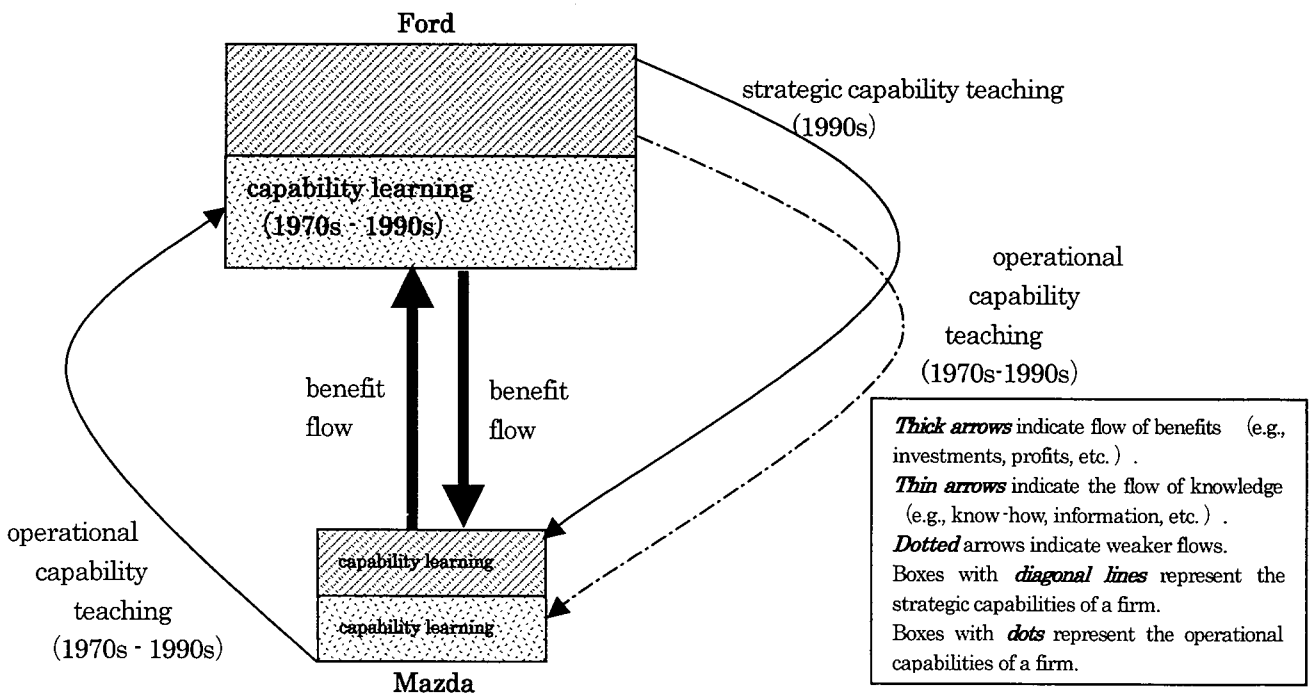 Ford
strategic capability teaching
(1990s)
capability learning
(1970s - 1990s)
operational
capability
teaching
(1970s-1990s)
benefit
flow
benefit
flow
Thick arrows indicate flow of benefits (e.g.,
investments, profits, etc. ) .
Thin arrows indicate the flow of knowledge
(e.g., know-how, information, etc. ) .
Dotted arrows indicate weaker flows.
Boxes with diagonal lines represent the
strategic capabilities of a firm.
Boxes with dots represent the operational
capabilities of a firm.
operational
capability
teaching
(1970s - 1990s)
capability learning
capability learning
Mazda